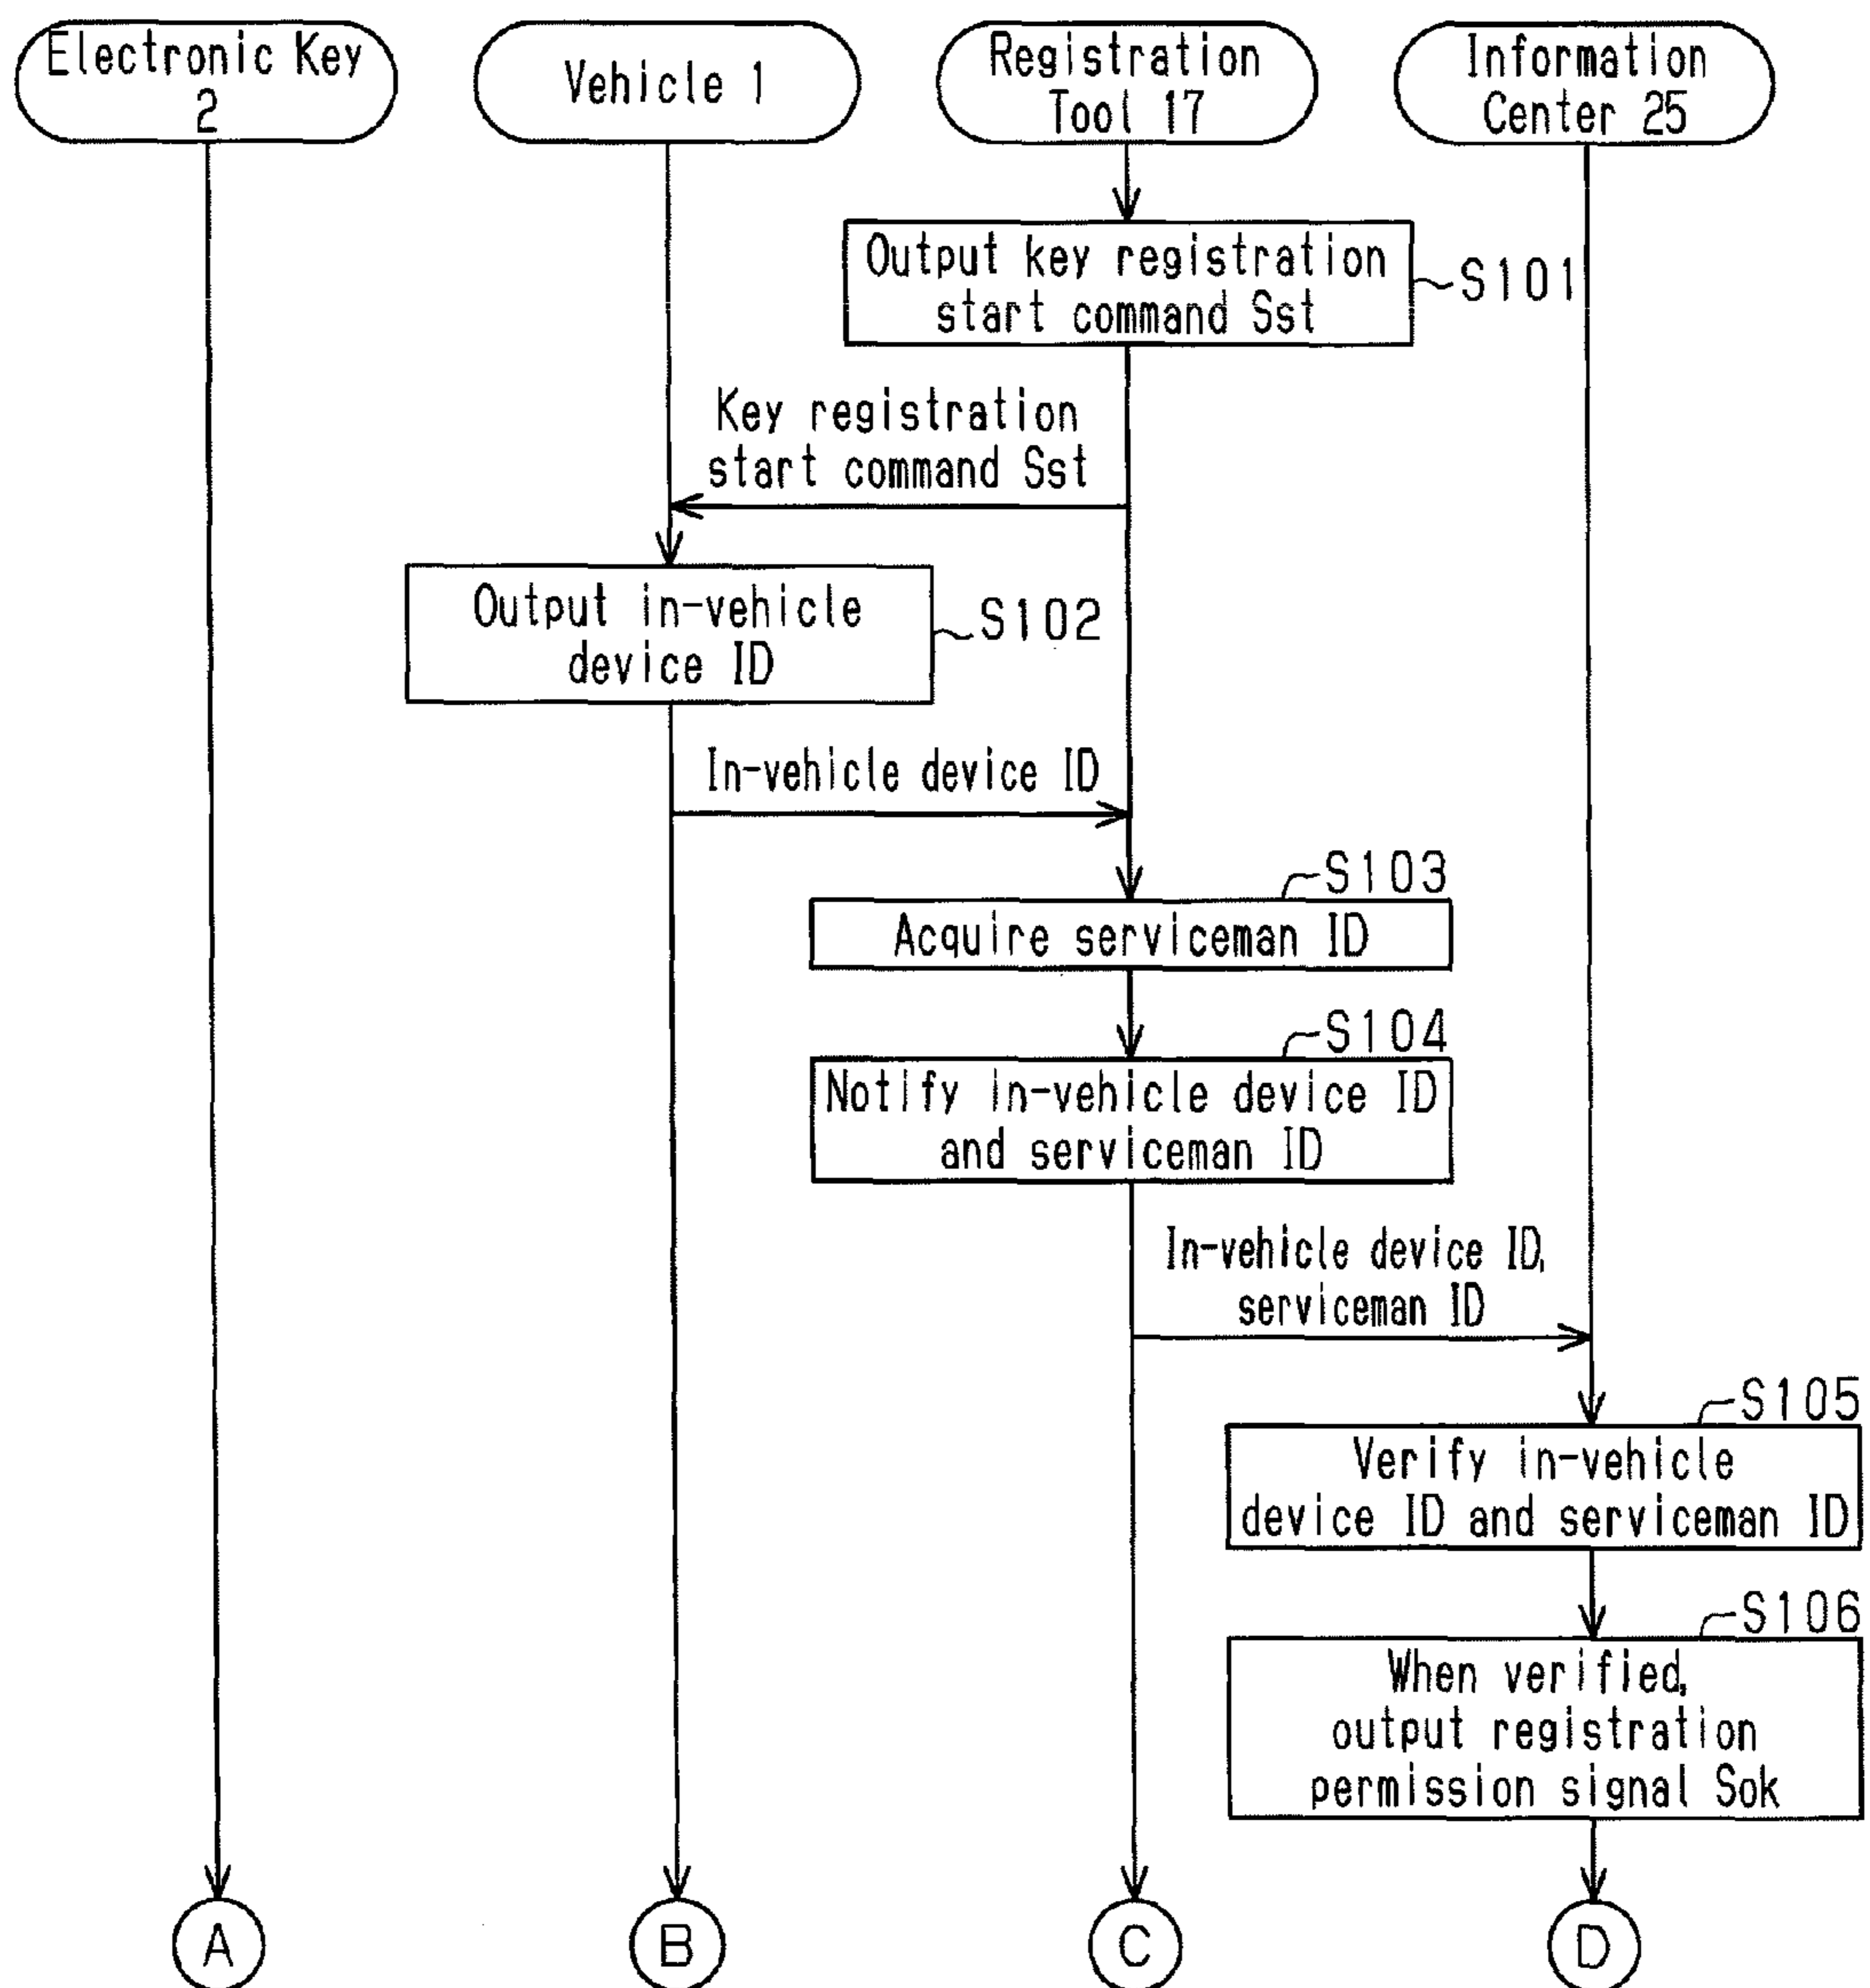 Electronic Key
2
Vehicle 1
Registration
Tool 17
Information
Center 25
Output key registration
start command Sst
S101
Key registration
start command Sst
Output in-vehicle
device ID
S102
In-vehicle device ID
S103
Acquire serviceman ID
S104
Notify in-vehicle device ID
and serviceman ID
In-vehicle device ID,
serviceman ID
S105
Verify in-vehicle
device ID and serviceman ID
S106
When verified,
output registration
permission signal Sok
A
B
C
D